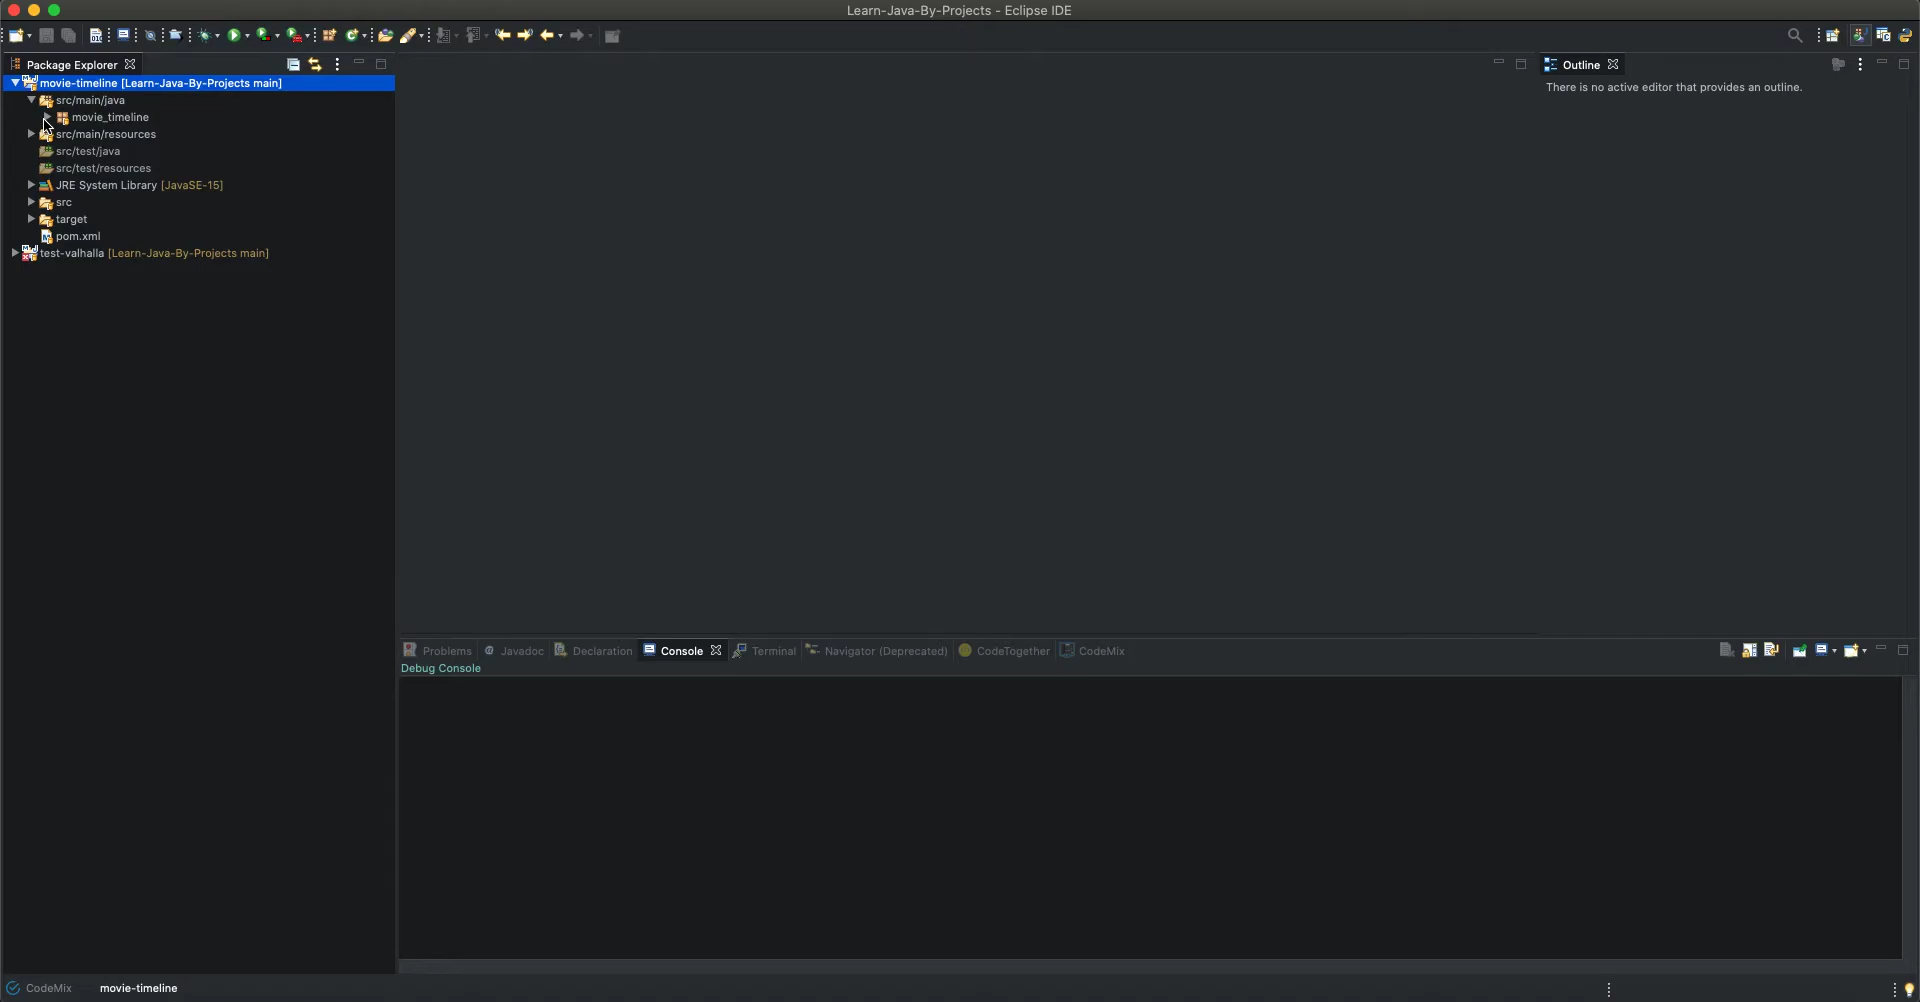 Learn-Java-By-Projects - Eclipse IDE
Package Explorer
Outline
movie-timeline [Learn-Java-By-Projects main]
There is no active editor that provides an outline.
src/main/java
movie_timeline
src/main/resources
src/test/java
src/test/resources
JRE System Library [JavaSE-15]
src
target
pom.xml
test-valhalla [Learn-Java-By-Projects main]
Problems
Javadoc
Declaration
Console
Terminal
Navigator (Deprecated)
CodeTogether
CodeMix
Debug Console
CodeMix
movie-timeline